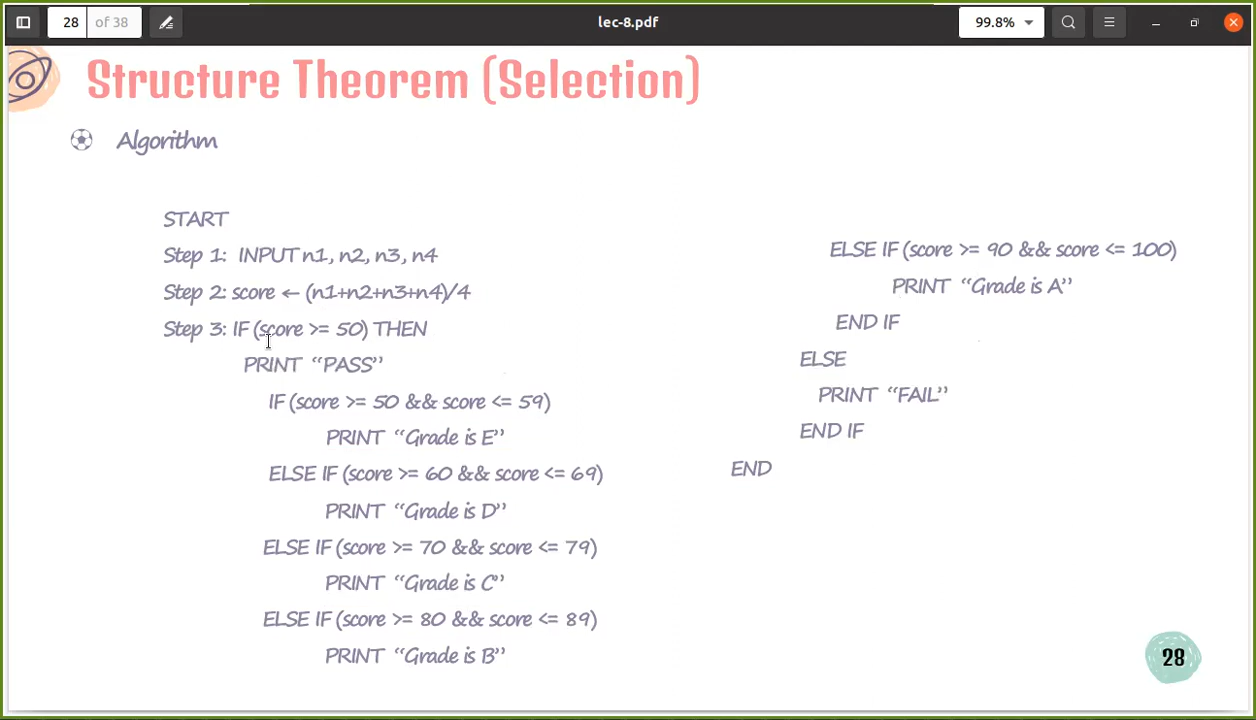 28 of 38
lec-8.pdf
99.8%
Structure Theorem (Selection)
Algorithm
START
Step 1: INPUT n1, n2, n3, n4
Step 2: score ← (n1+n2+n3+n4)/4
Step 3: IF (score >= 50) THEN
PRINT “PASS”
IF (score >= 50 && score <= 59)
PRINT “Grade is E”
ELSE IF (score >= 60 && score <= 69)
PRINT “Grade is D”
ELSE IF (score >= 70 && score <= 79)
PRINT “Grade is C”
ELSE IF (score >= 80 && score <= 89)
PRINT “Grade is B”
ELSE IF (score >= 90 && score <= 100)
PRINT “Grade is A”
END IF
ELSE
PRINT “FAIL”
END IF
END
28